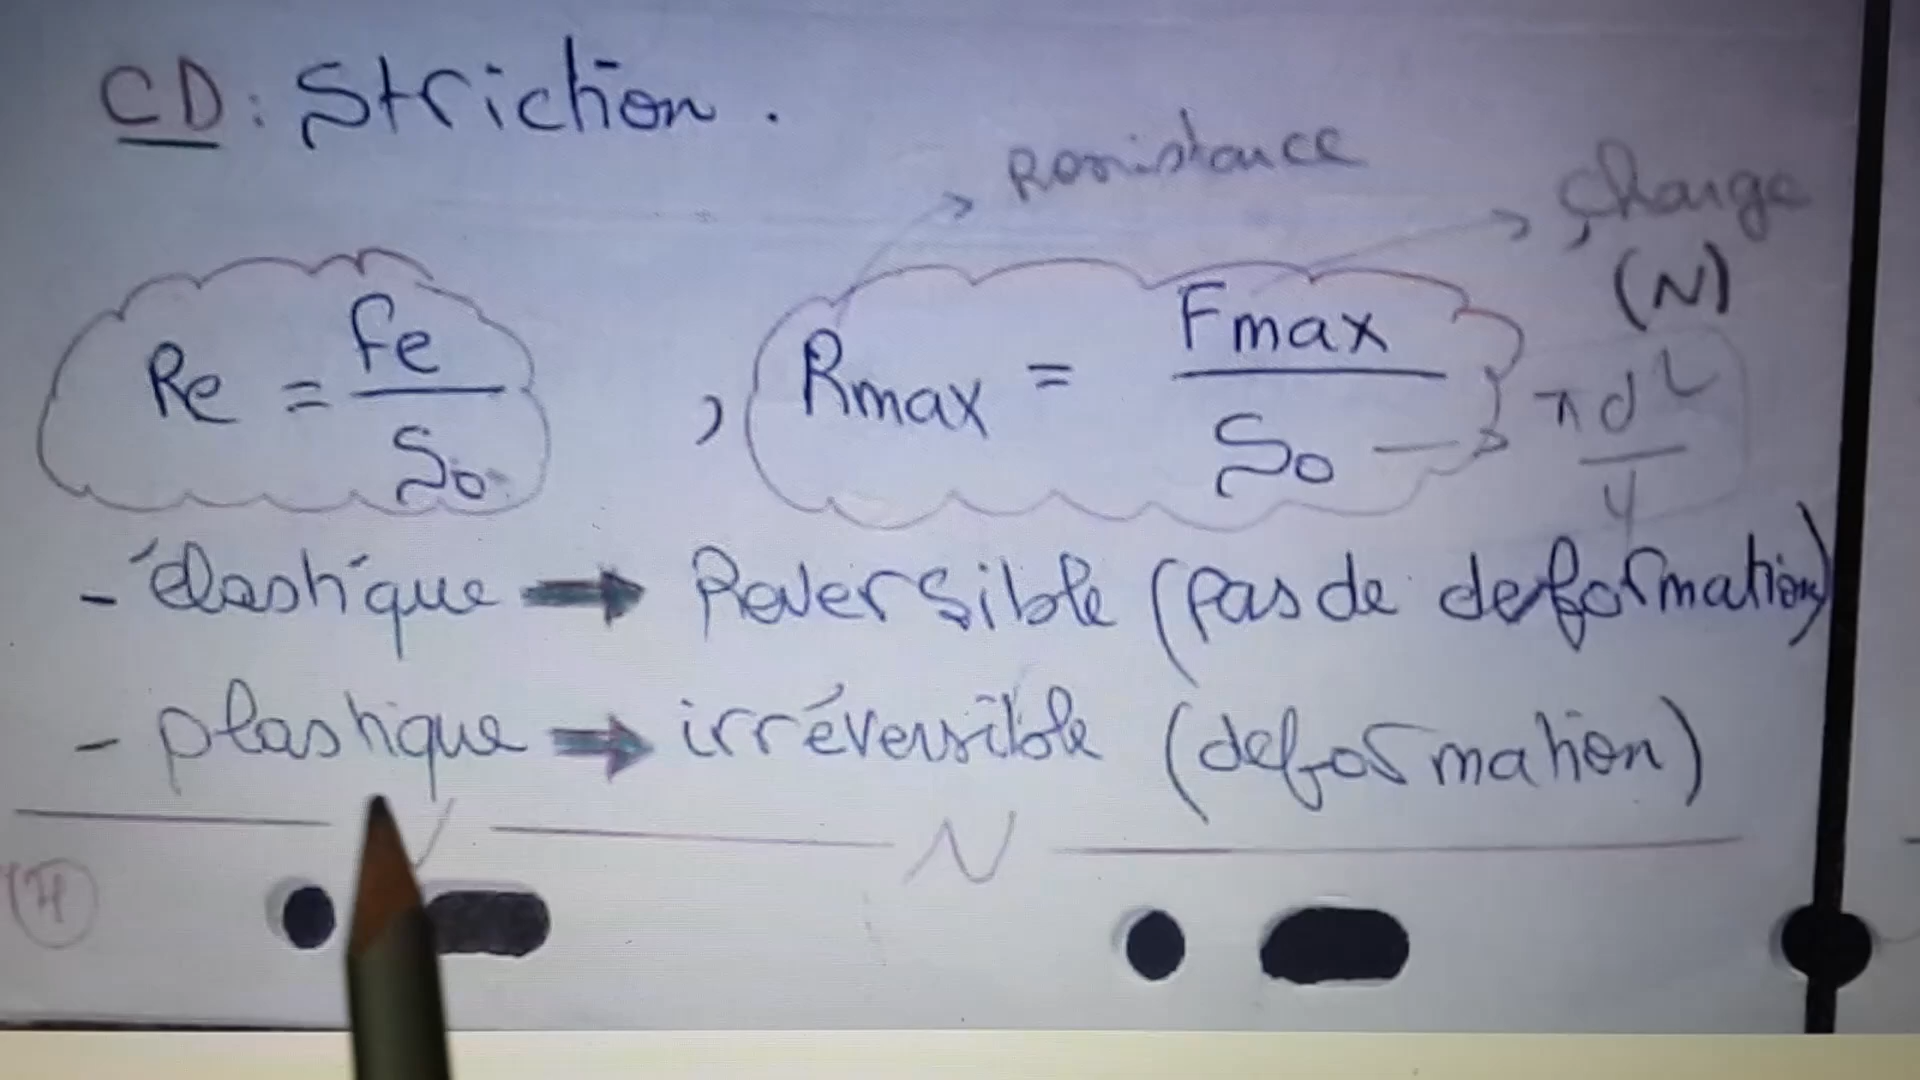 CD: Striction.
Resistance
charge
(N)
Re = Fe / S0 , Rmax = Fmax / S0
πd² / 4
- élastique → Reversible (pas de deformation)
- plastique → irréversible (deformation)
N